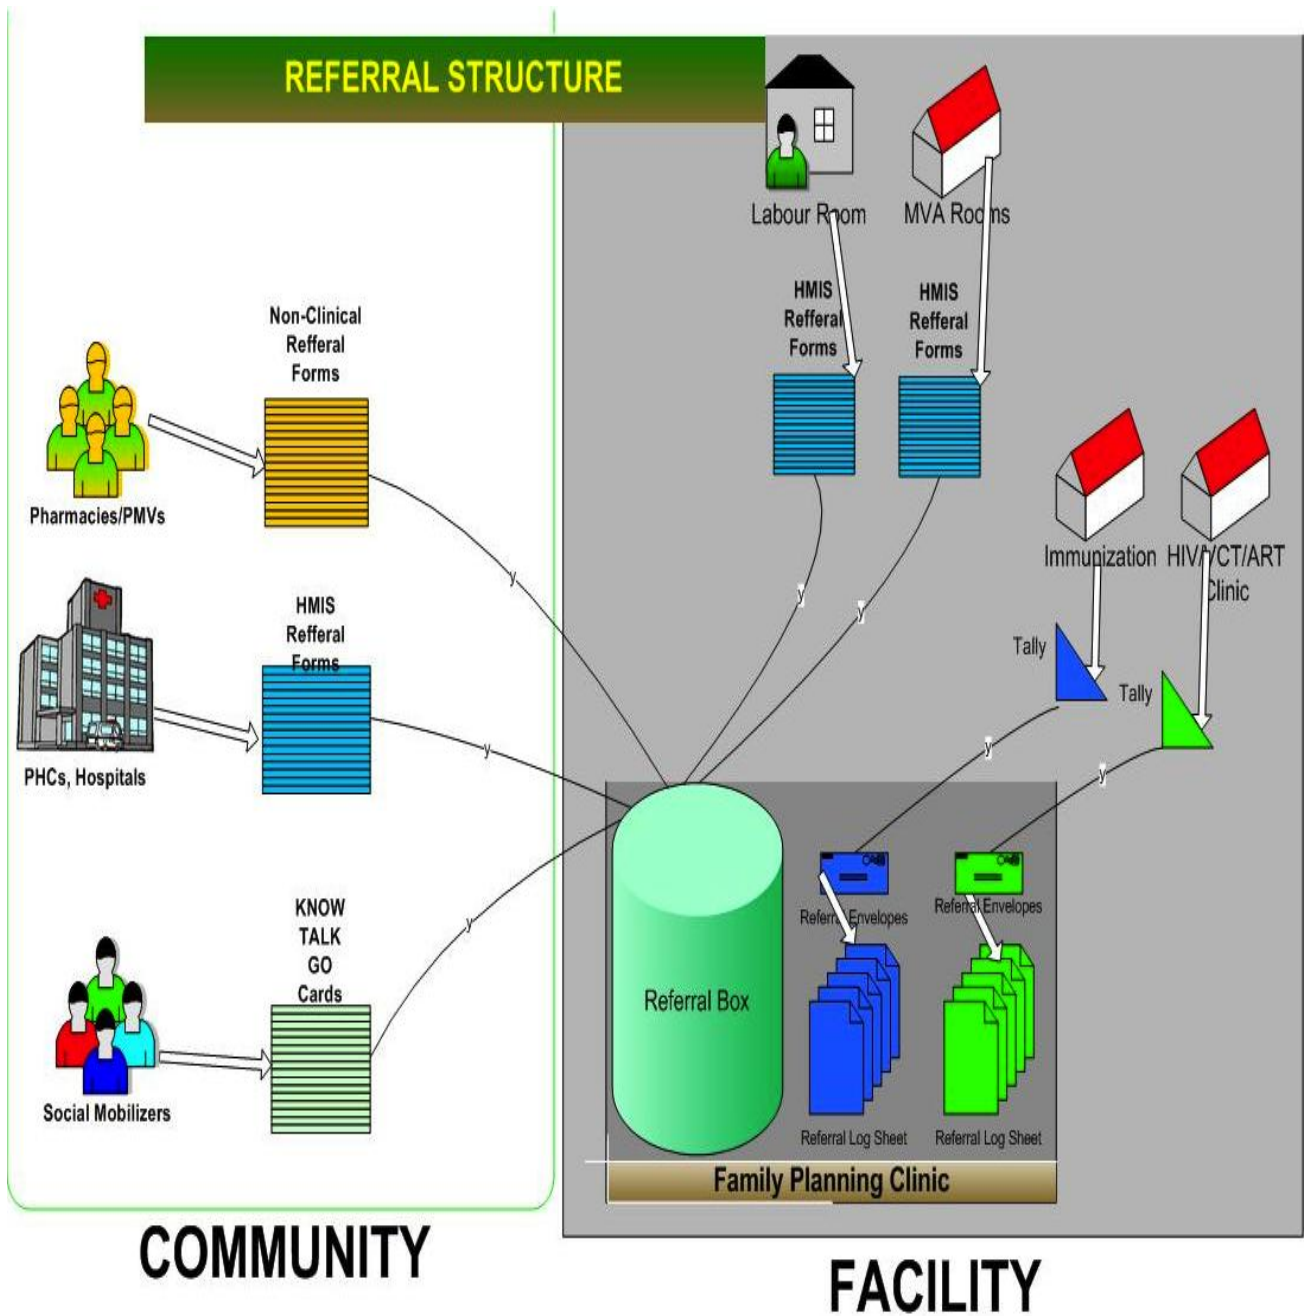 REFERRAL STRUCTURE
Labour Room
MVA Rooms
HMIS
Refferal
Forms
HMIS
Refferal
Forms
Non-Clinical
Refferal
Forms
Pharmacies/PMVs
Immunization
HIV/VCT/ART
Clinic
HMIS
Refferal
Forms
Tally
Tally
PHCs, Hospitals
y
y
y
y
y
y
y
KNOW
TALK
GO
Cards
Referral Envelopes
Referral Envelopes
Referral Box
Social Mobilizers
Referral Log Sheet
Referral Log Sheet
Family Planning Clinic
COMMUNITY
FACILITY